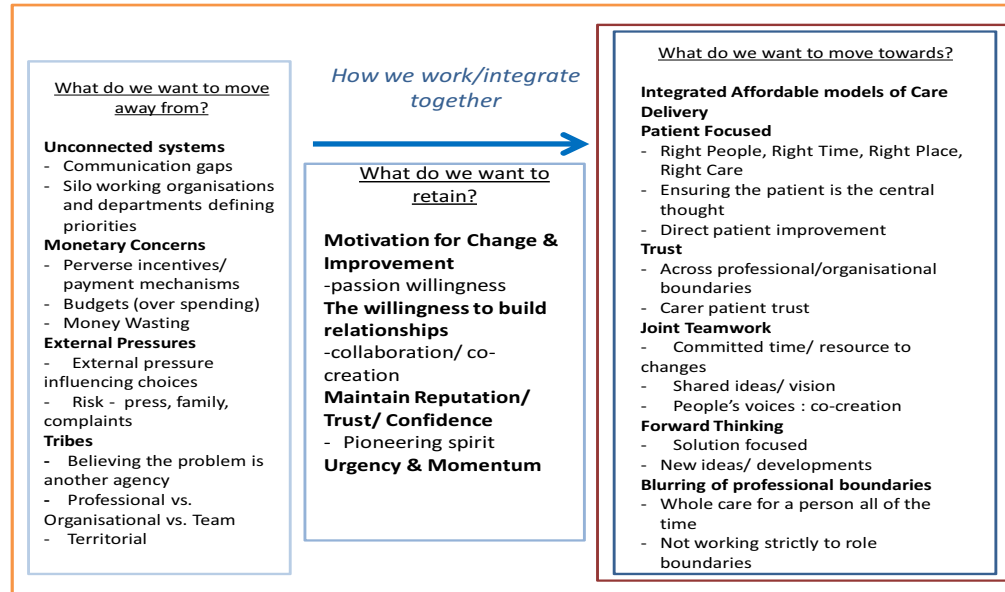 What do we want to move
away from?
Unconnected systems
- Communication gaps
- Silo working organisations
and departments defining
priorities
Monetary Concerns
- Perverse incentives/
payment mechanisms
- Budgets (over spending)
- Money Wasting
External Pressures
- External pressure
influencing choices
- Risk - press, family,
complaints
Tribes
- Believing the problem is
another agency
- Professional vs.
Organisational vs. Team
- Territorial
How we work/integrate
together
What do we want to
retain?
Motivation for Change &
Improvement
-passion willingness
The willingness to build
relationships
-collaboration/ co-
creation
Maintain Reputation/
Trust/ Confidence
- Pioneering spirit
Urgency & Momentum
What do we want to move towards?
Integrated Affordable models of Care
Delivery
Patient Focused
- Right People, Right Time, Right Place,
Right Care
- Ensuring the patient is the central
thought
- Direct patient improvement
Trust
- Across professional/organisational
boundaries
- Carer patient trust
Joint Teamwork
- Committed time/ resource to
changes
- Shared ideas/ vision
- People’s voices : co-creation
Forward Thinking
- Solution focused
- New ideas/ developments
Blurring of professional boundaries
- Whole care for a person all of the
time
- Not working strictly to role
boundaries